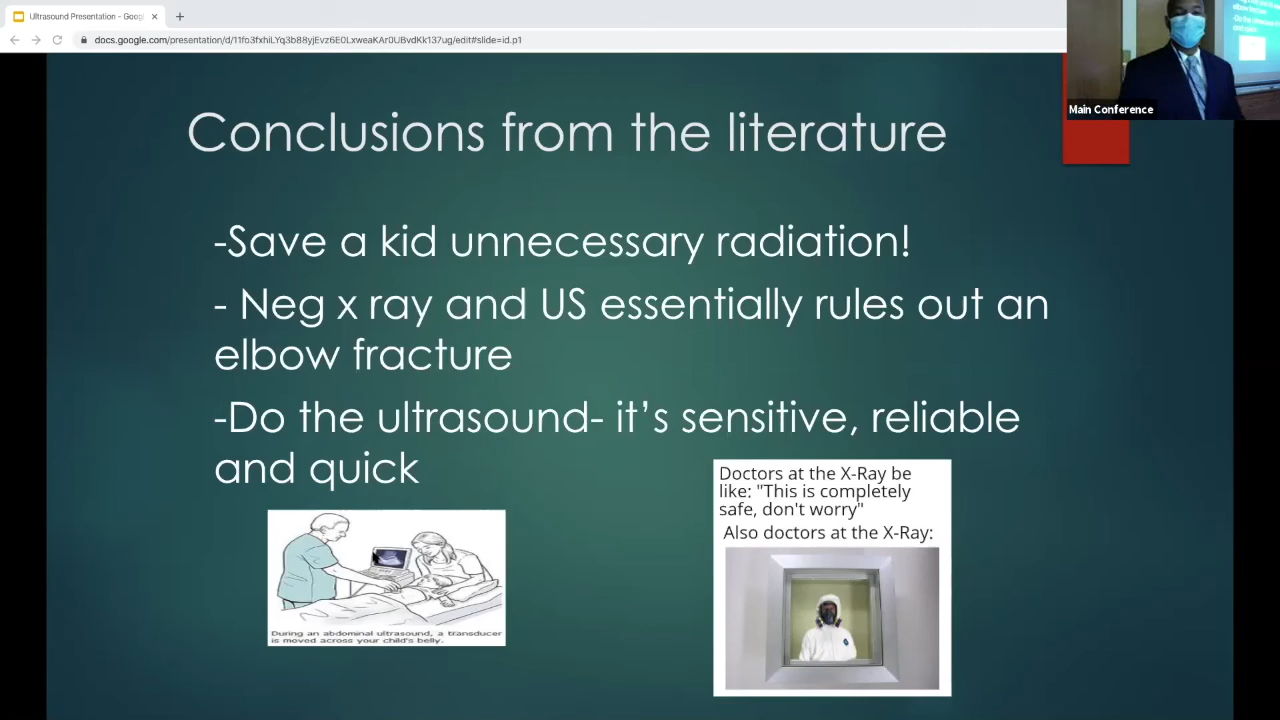 Ultrasound Presentation - Goog
docs.google.com/presentation/d/11fo3fxhiLYq3b88yjEvz6E0LxweaKAr0UBvdKk137ug/edit#slide=id.p1
Main Conference
Conclusions from the literature
-Save a kid unnecessary radiation!
- Neg x ray and US essentially rules out an
elbow fracture
-Do the ultrasound- it’s sensitive, reliable
and quick
During an abdominal ultrasound, a transducer
is moved across your child's belly.
Doctors at the X-Ray be
like: "This is completely
safe, don't worry"
Also doctors at the X-Ray: